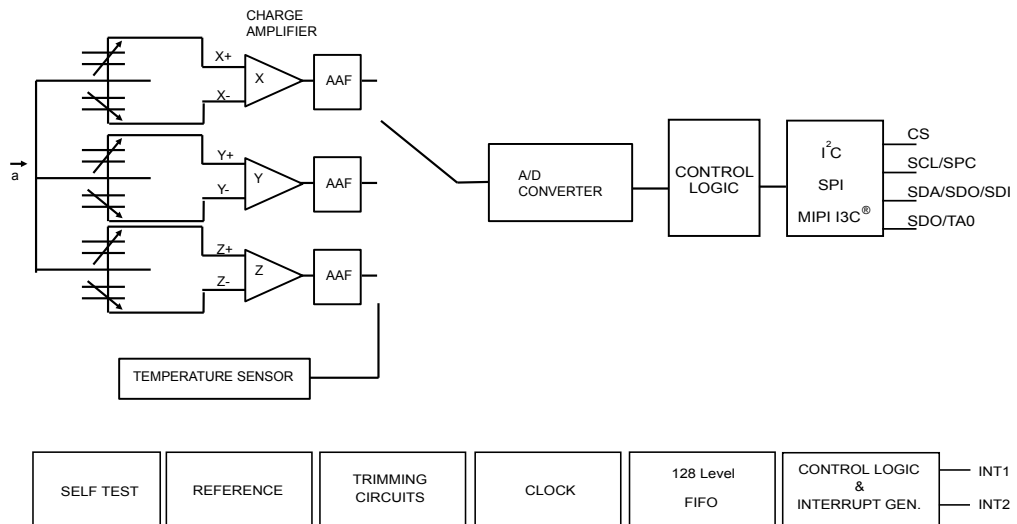 CHARGE
AMPLIFIER
X+
X
AAF
X-
a
Y+
Y
AAF
Y-
Z+
Z
AAF
Z-
TEMPERATURE SENSOR
A/D
CONVERTER
CONTROL
LOGIC
I²C
SPI
MIPI I3C®
CS
SCL/SPC
SDA/SDO/SDI
SDO/TA0
SELF TEST
REFERENCE
TRIMMING
CIRCUITS
CLOCK
128 Level
FIFO
CONTROL LOGIC
&
INTERRUPT GEN.
INT1
INT2